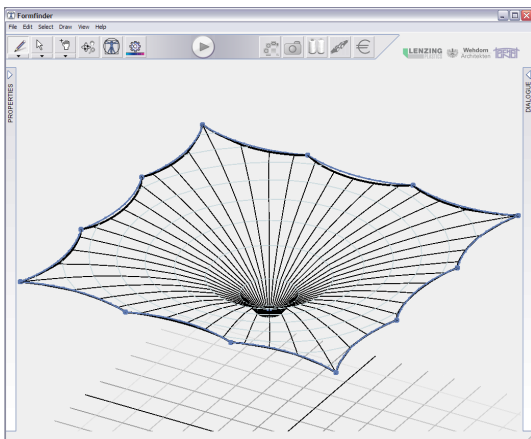 Formfinder
File Edit Select Draw View Help
LENZING
Wehdorn
Architekten
PROPERTIES
DIALOGUE